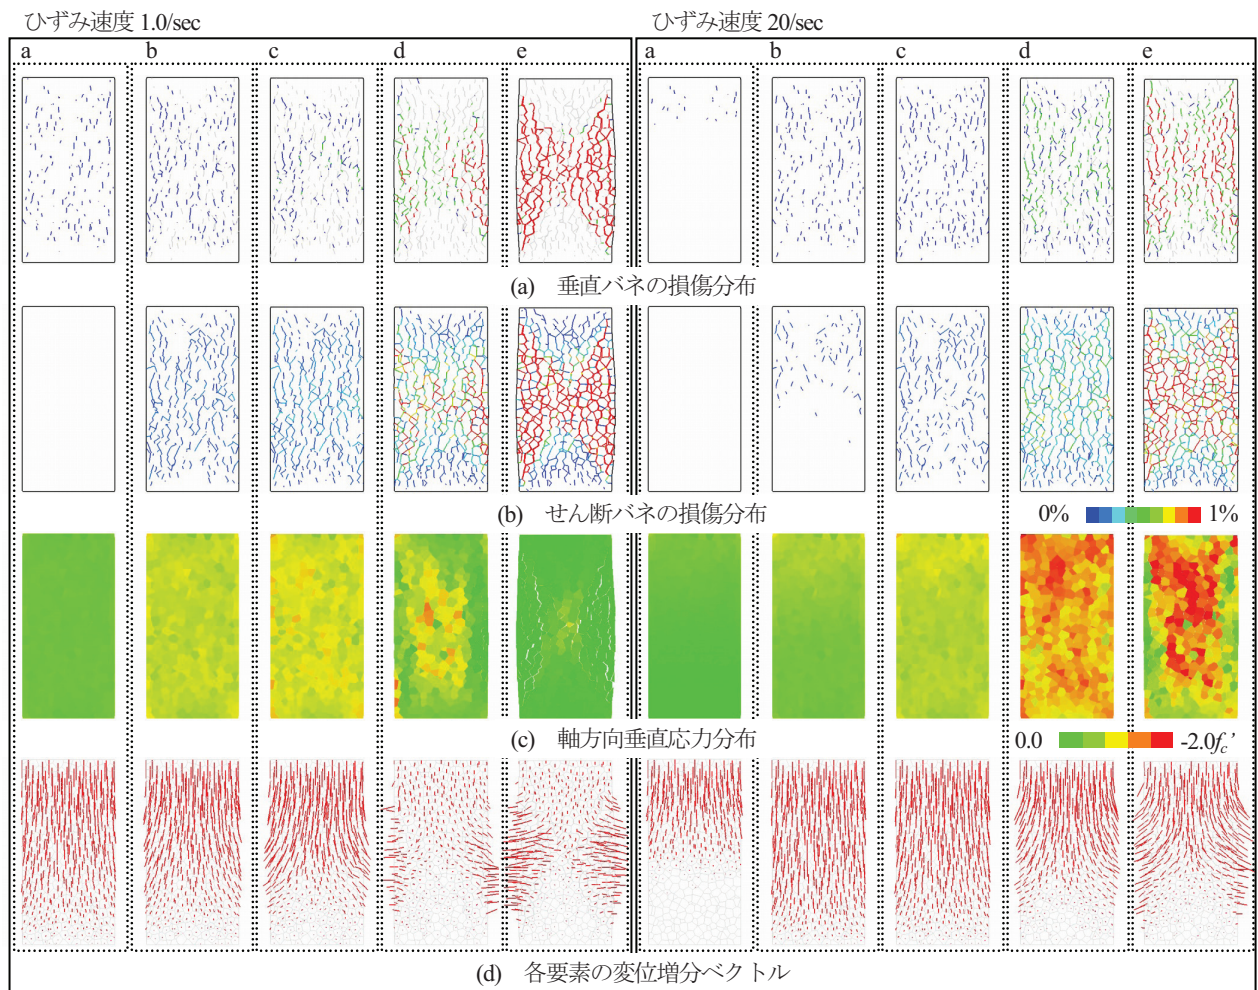 ひずみ速度 1.0/sec
ひずみ速度 20/sec
a b c d e a b c d e
(a) 垂直バネの損傷分布
(b) せん断バネの損傷分布
0% 1%
(c) 軸方向垂直応力分布
0.0 -2.0fc’
(d) 各要素の変位増分ベクトル